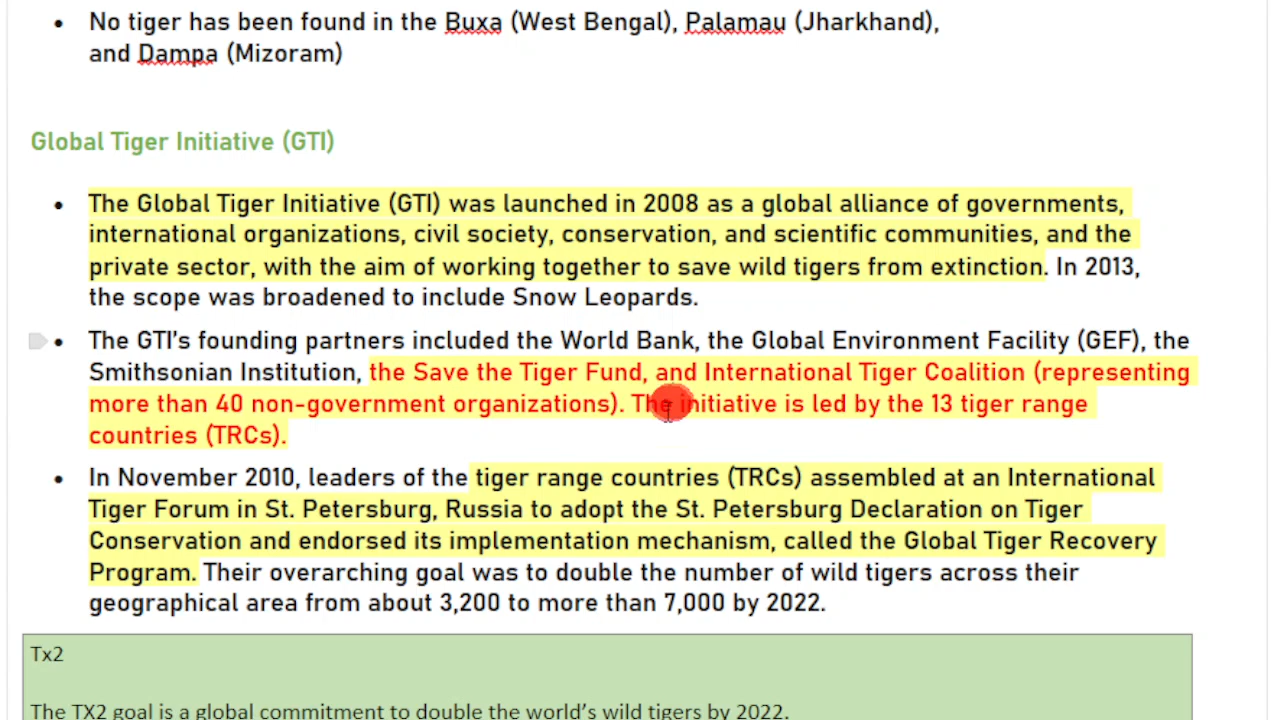 No tiger has been found in the Buxa (West Bengal), Palamau (Jharkhand),
and Dampa (Mizoram)
Global Tiger Initiative (GTI)
The Global Tiger Initiative (GTI) was launched in 2008 as a global alliance of governments,
international organizations, civil society, conservation, and scientific communities, and the
private sector, with the aim of working together to save wild tigers from extinction. In 2013,
the scope was broadened to include Snow Leopards.
The GTI's founding partners included the World Bank, the Global Environment Facility (GEF), the
Smithsonian Institution, the Save the Tiger Fund, and International Tiger Coalition (representing
more than 40 non-government organizations). The initiative is led by the 13 tiger range
countries (TRCs).
In November 2010, leaders of the tiger range countries (TRCs) assembled at an International
Tiger Forum in St. Petersburg, Russia to adopt the St. Petersburg Declaration on Tiger
Conservation and endorsed its implementation mechanism, called the Global Tiger Recovery
Program. Their overarching goal was to double the number of wild tigers across their
geographical area from about 3,200 to more than 7,000 by 2022.
Tx2
The TX2 goal is a global commitment to double the world's wild tigers by 2022.